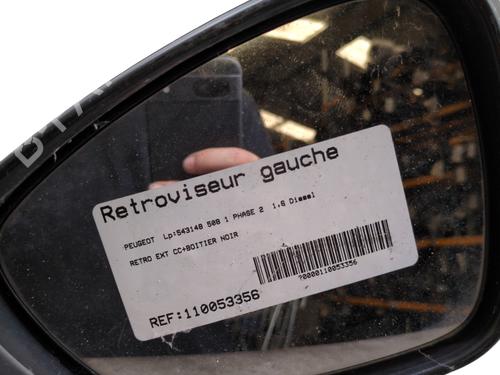 Retroviseur gauche
PEUGEOT Lp:543148 508 1 PHASE 2 1.6 Diesel
RETRO EXT CC+BOITIER NOIR
?0000110053356
REF:110053356